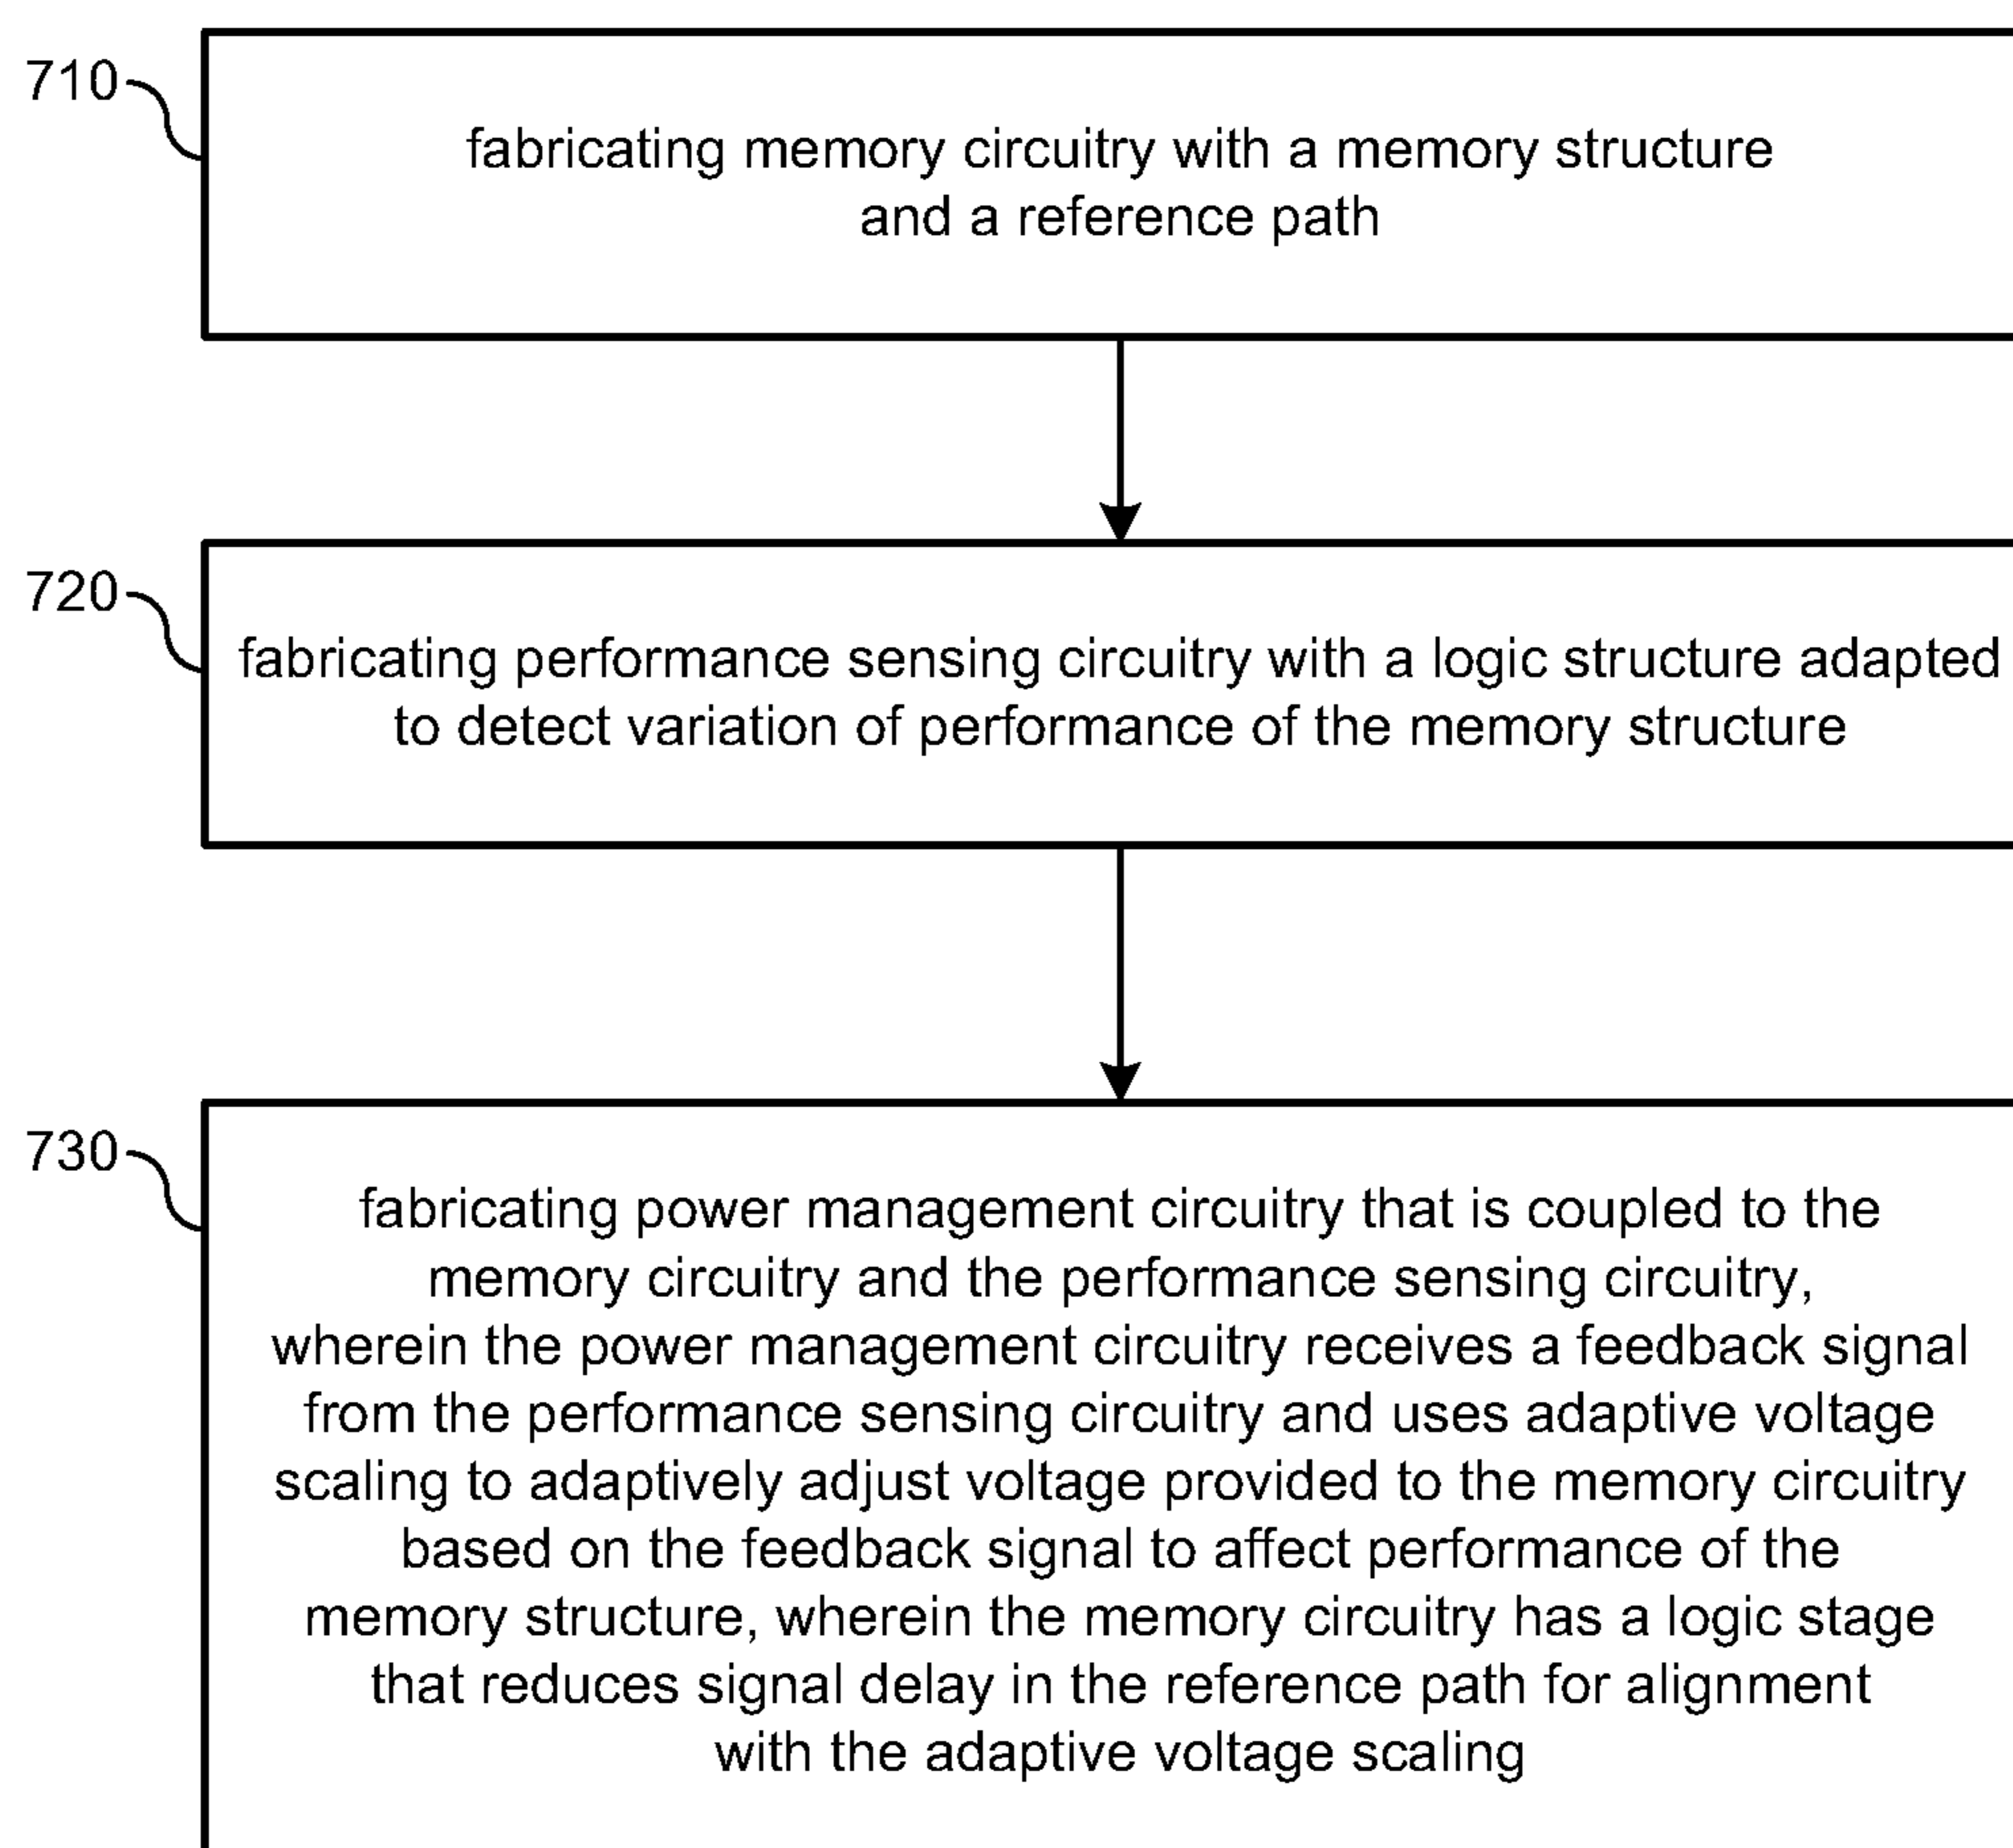 710
fabricating memory circuitry with a memory structure
and a reference path
720
fabricating performance sensing circuitry with a logic structure adapted
to detect variation of performance of the memory structure
730
fabricating power management circuitry that is coupled to the
memory circuitry and the performance sensing circuitry,
wherein the power management circuitry receives a feedback signal
from the performance sensing circuitry and uses adaptive voltage
scaling to adaptively adjust voltage provided to the memory circuitry
based on the feedback signal to affect performance of the
memory structure, wherein the memory circuitry has a logic stage
that reduces signal delay in the reference path for alignment
with the adaptive voltage scaling